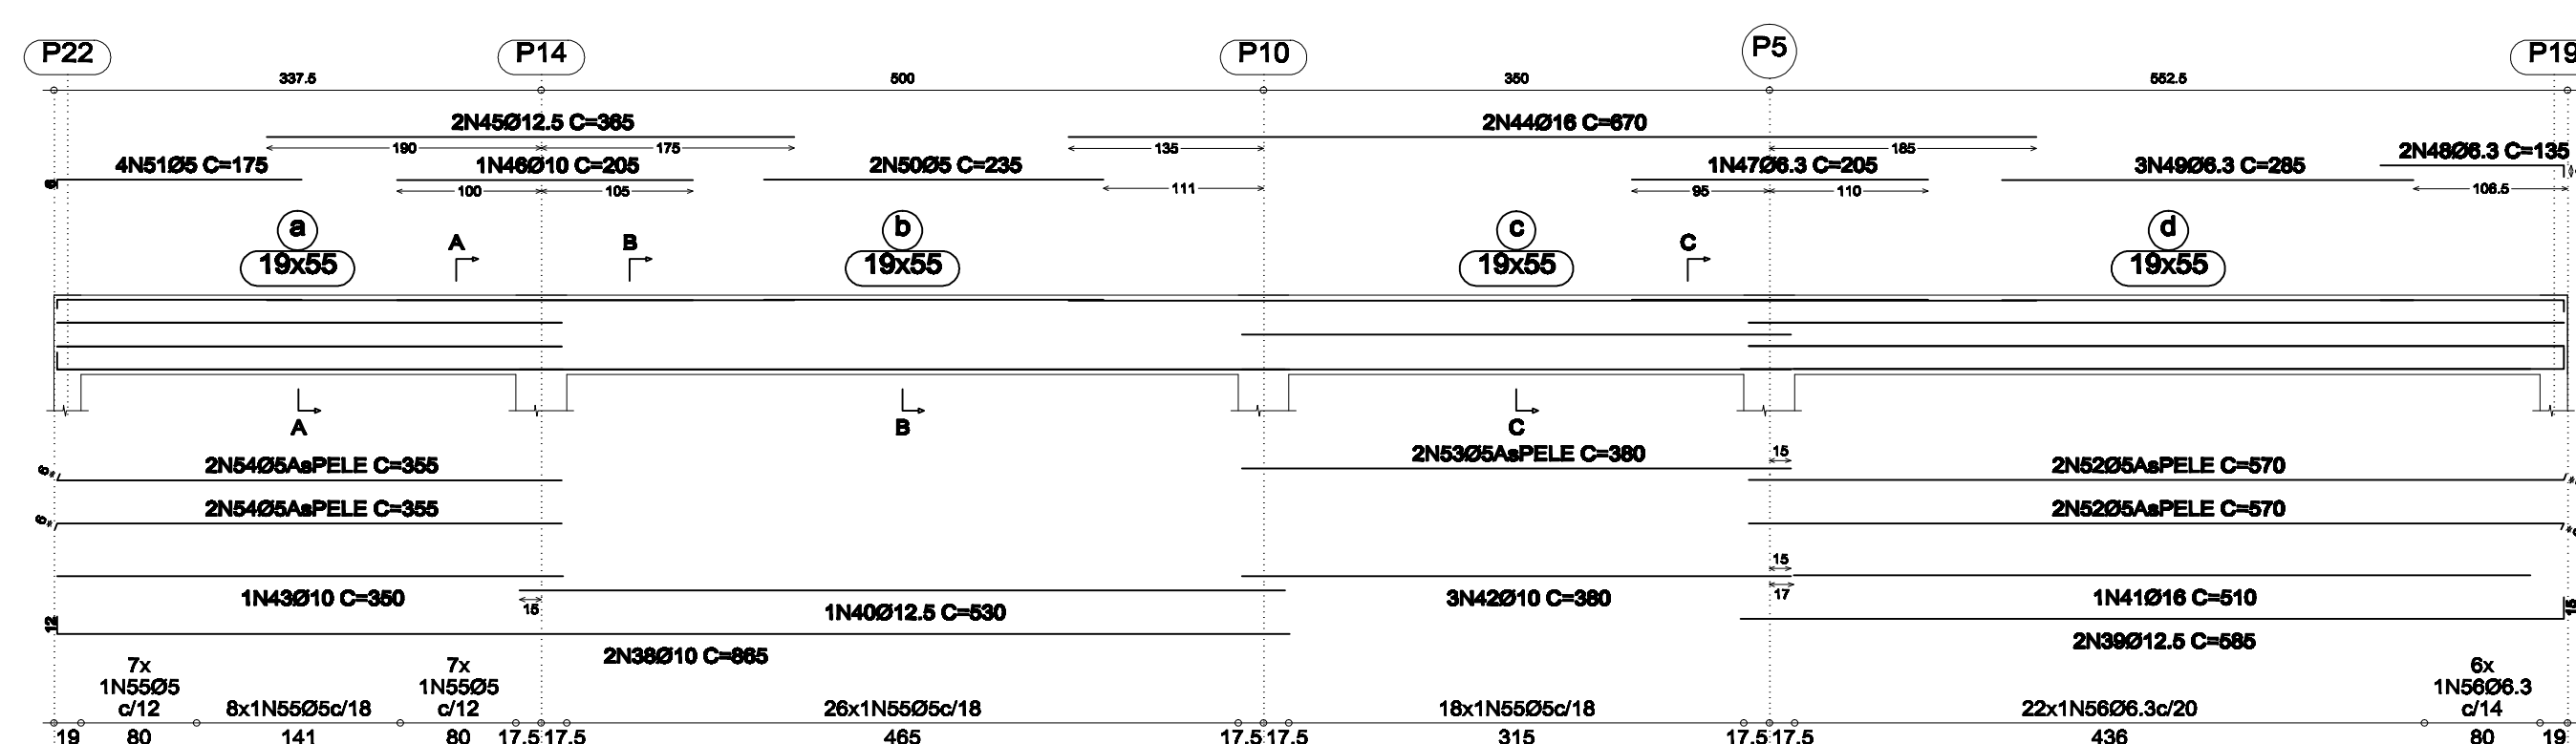 P22 P14 P10 P5 P19
337.5 500 350 552.5
2N45Ø12.5 C=365 2N44Ø16 C=670
190 175 135 185
4N51Ø5 C=175 1N46Ø10 C=205 2N50Ø5 C=235 1N47Ø6.3 C=205 3N49Ø6.3 C=285 2N48Ø6.3 C=135
100 105 111 95 110 106.5
a b c d
A B C
19x55 19x55 19x55 19x55
A B C
2N54Ø5AsPELE C=355 2N53Ø5AsPELE C=380 15 2N52Ø5AsPELE C=570
6
2N54Ø5AsPELE C=355 2N52Ø5AsPELE C=570
6
15
1N43Ø10 C=350 3N42Ø10 C=380 17 1N41Ø16 C=510
15 1N40Ø12.5 C=530
12 15
2N38Ø10 C=865 2N39Ø12.5 C=585
7x 7x 6x
1N55Ø5 1N55Ø5 1N56Ø6.3
c/12 8x1N55Ø5c/18 c/12 26x1N55Ø5c/18 18x1N55Ø5c/18 22x1N56Ø6.3c/20 c/14
19 80 141 80 17.5 17.5 465 17.5 17.5 315 17.5 17.5 436 80 19